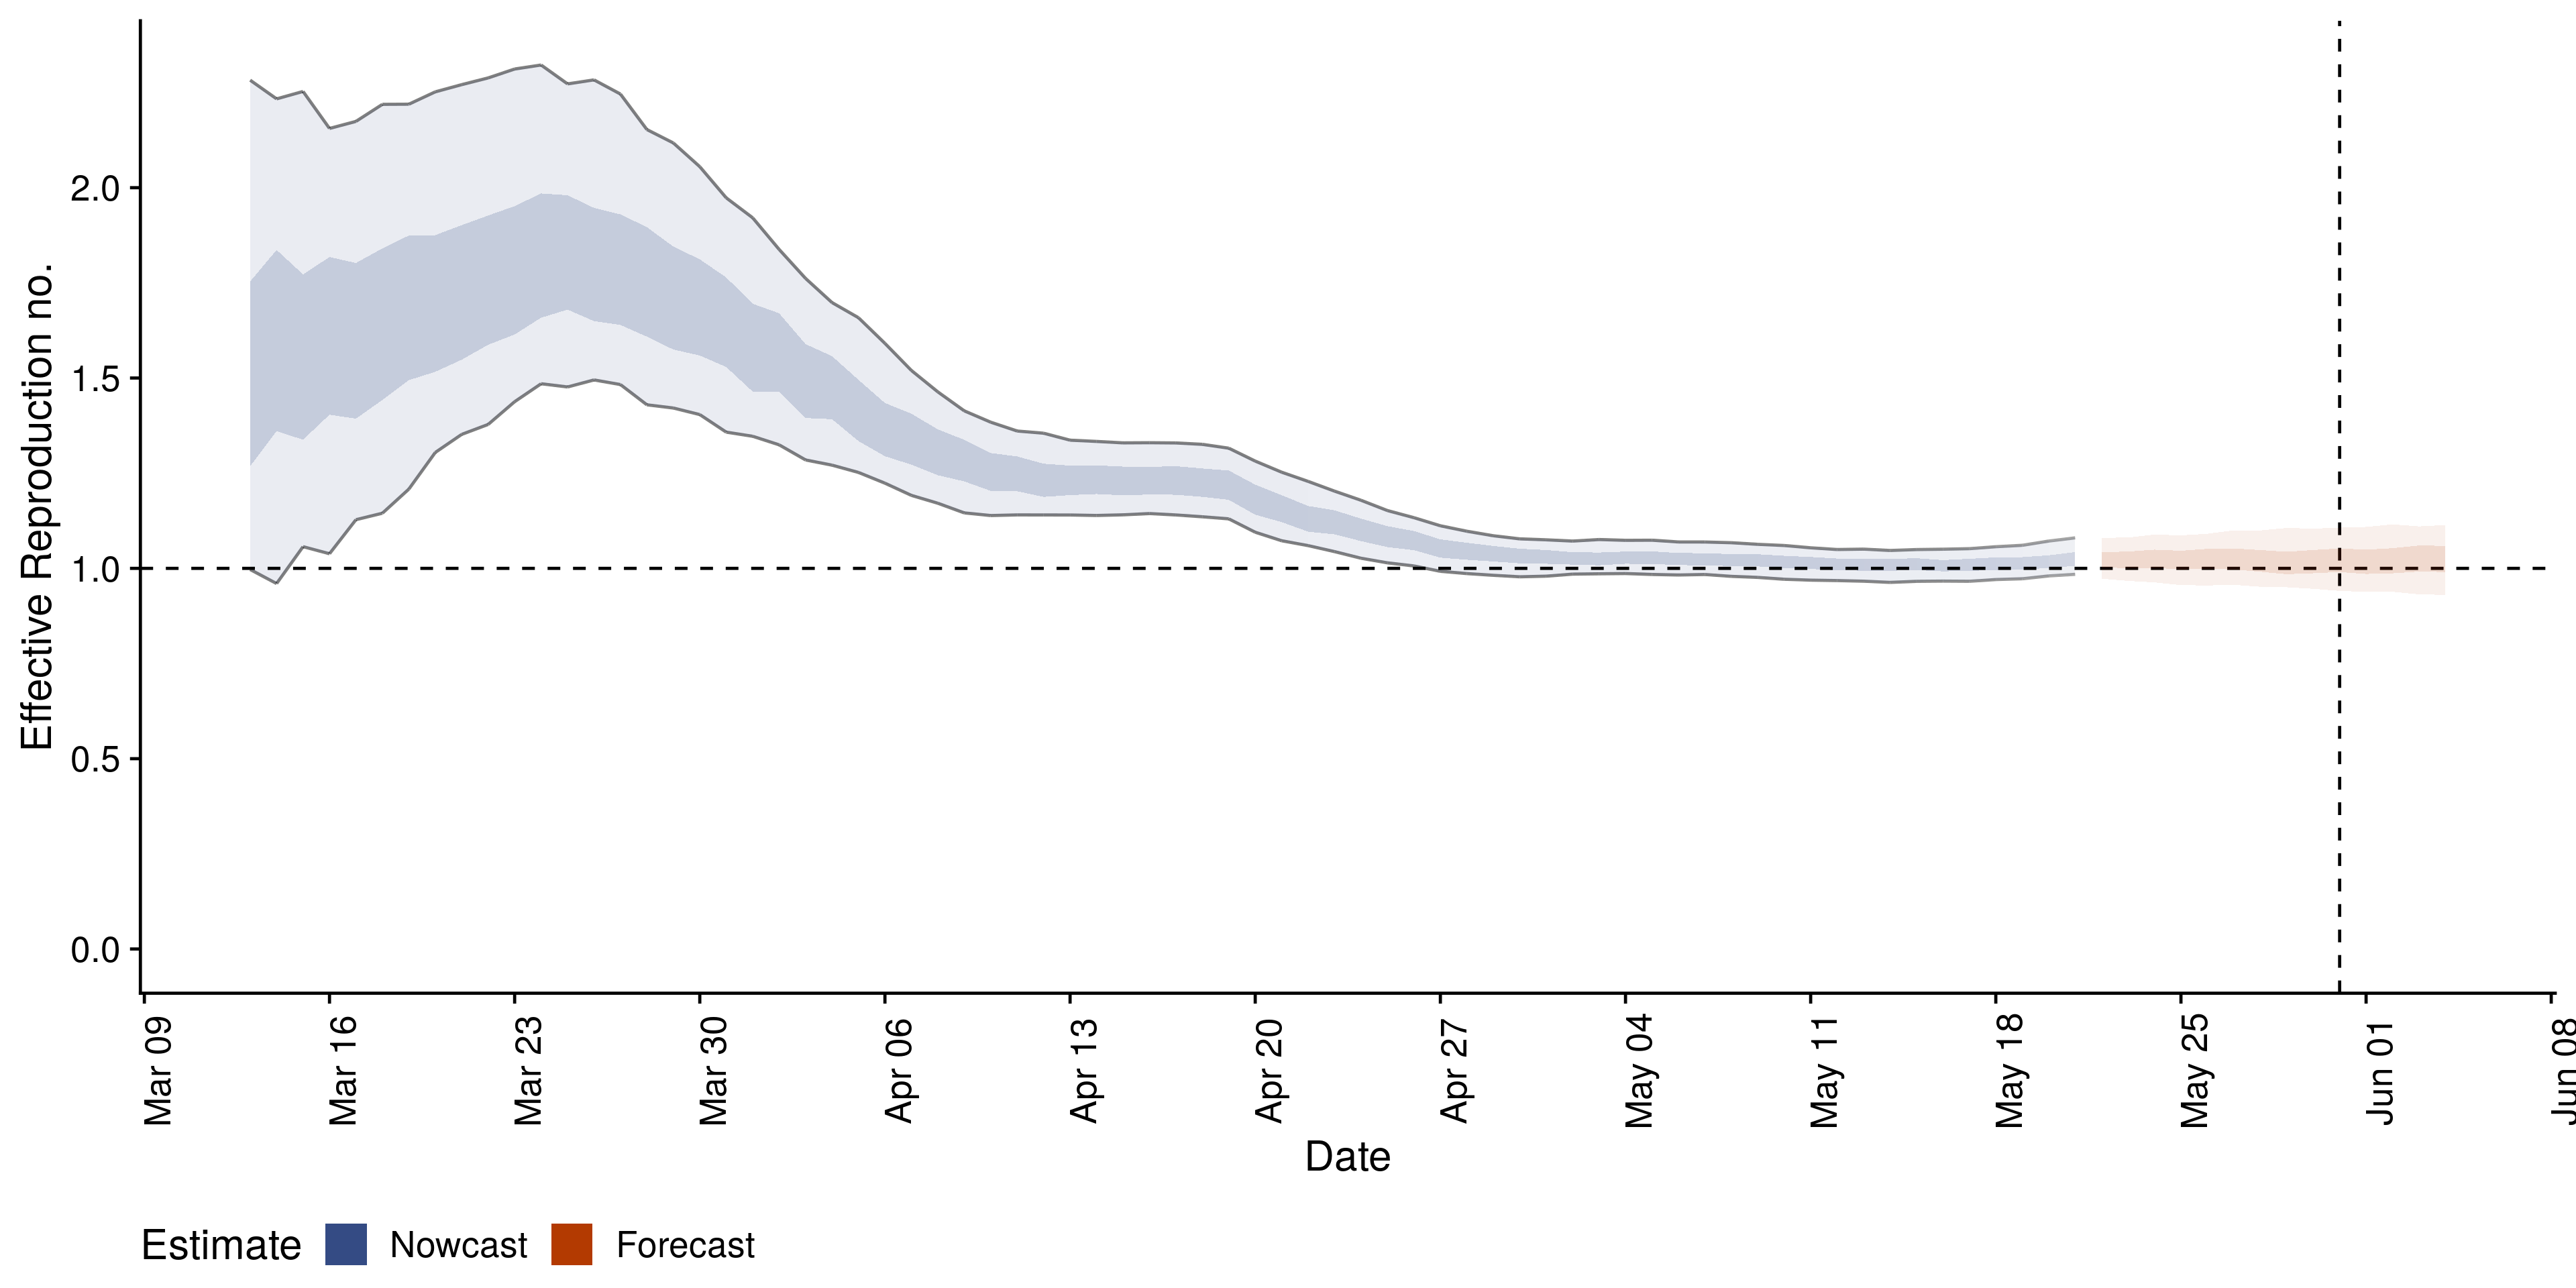 Effective Reproduction no.
2.0
1.5
1.0
0.5
0.0
Mar 09
Mar 16
Mar 23
Mar 30
Apr 06
Apr 13
Apr 20
Apr 27
May 04
May 11
May 18
May 25
Jun 01
Jun 08
Date
Estimate Nowcast Forecast